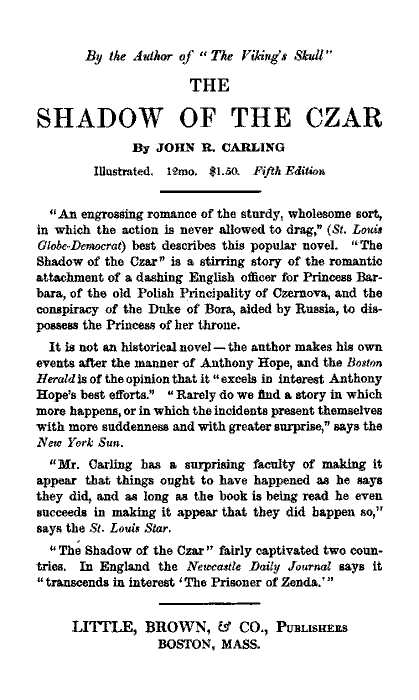 By the Author of "The Viking's Skull"
THE
SHADOW OF THE CZAR
By JOHN R. CARLING
Illustrated. 12mo. $1.50. Fifth Edition
"An engrossing romance of the sturdy, wholesome sort,
in which the action is never allowed to drag," (St. Louis
Globe-Democrat) best describes this popular novel. "The
Shadow of the Czar" is a stirring story of the romantic
attachment of a dashing English officer for Princess Bar-
bara, of the old Polish Principality of Czernova, and the
conspiracy of the Duke of Bora, aided by Russia, to dis-
possess the Princess of her throne.
It is not an historical novel — the author makes his own
events after the manner of Anthony Hope, and the Boston
Herald is of the opinion that it "excels in interest Anthony
Hope's best efforts." "Rarely do we find a story in which
more happens, or in which the incidents present themselves
with more suddenness and with greater surprise," says the
New York Sun.
"Mr. Carling has a surprising faculty of making it
appear that things ought to have happened as he says
they did, and as long as the book is being read he even
succeeds in making it appear that they did happen so,"
says the St. Louis Star.
"The Shadow of the Czar" fairly captivated two coun-
tries. In England the Newcastle Daily Journal says it
"transcends in interest 'The Prisoner of Zenda.'"
LITTLE, BROWN, & CO., Publishers
BOSTON, MASS.